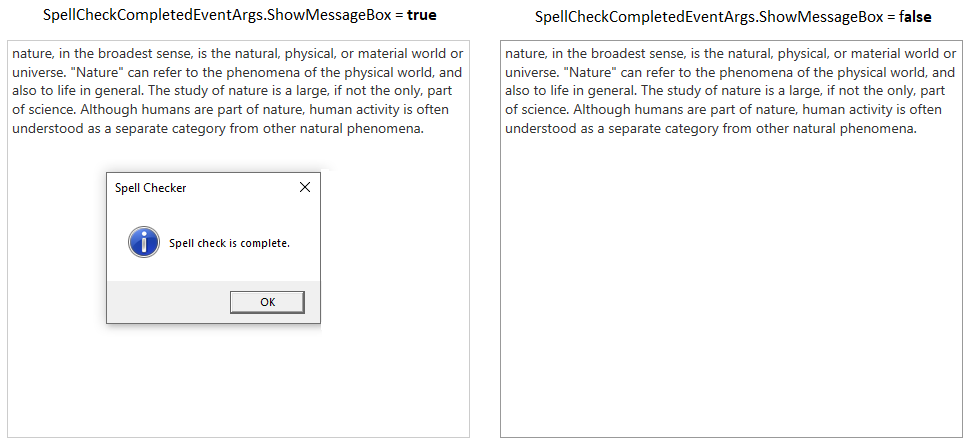 SpellCheckCompletedEventArgs.ShowMessageBox = true
nature, in the broadest sense, is the natural, physical, or material world or
universe. "Nature" can refer to the phenomena of the physical world, and
also to life in general. The study of nature is a large, if not the only, part
of science. Although humans are part of nature, human activity is often
understood as a separate category from other natural phenomena.
Spell Checker
Spell check is complete.
OK
SpellCheckCompletedEventArgs.ShowMessageBox = false
nature, in the broadest sense, is the natural, physical, or material world or
universe. "Nature" can refer to the phenomena of the physical world, and
also to life in general. The study of nature is a large, if not the only, part
of science. Although humans are part of nature, human activity is often
understood as a separate category from other natural phenomena.